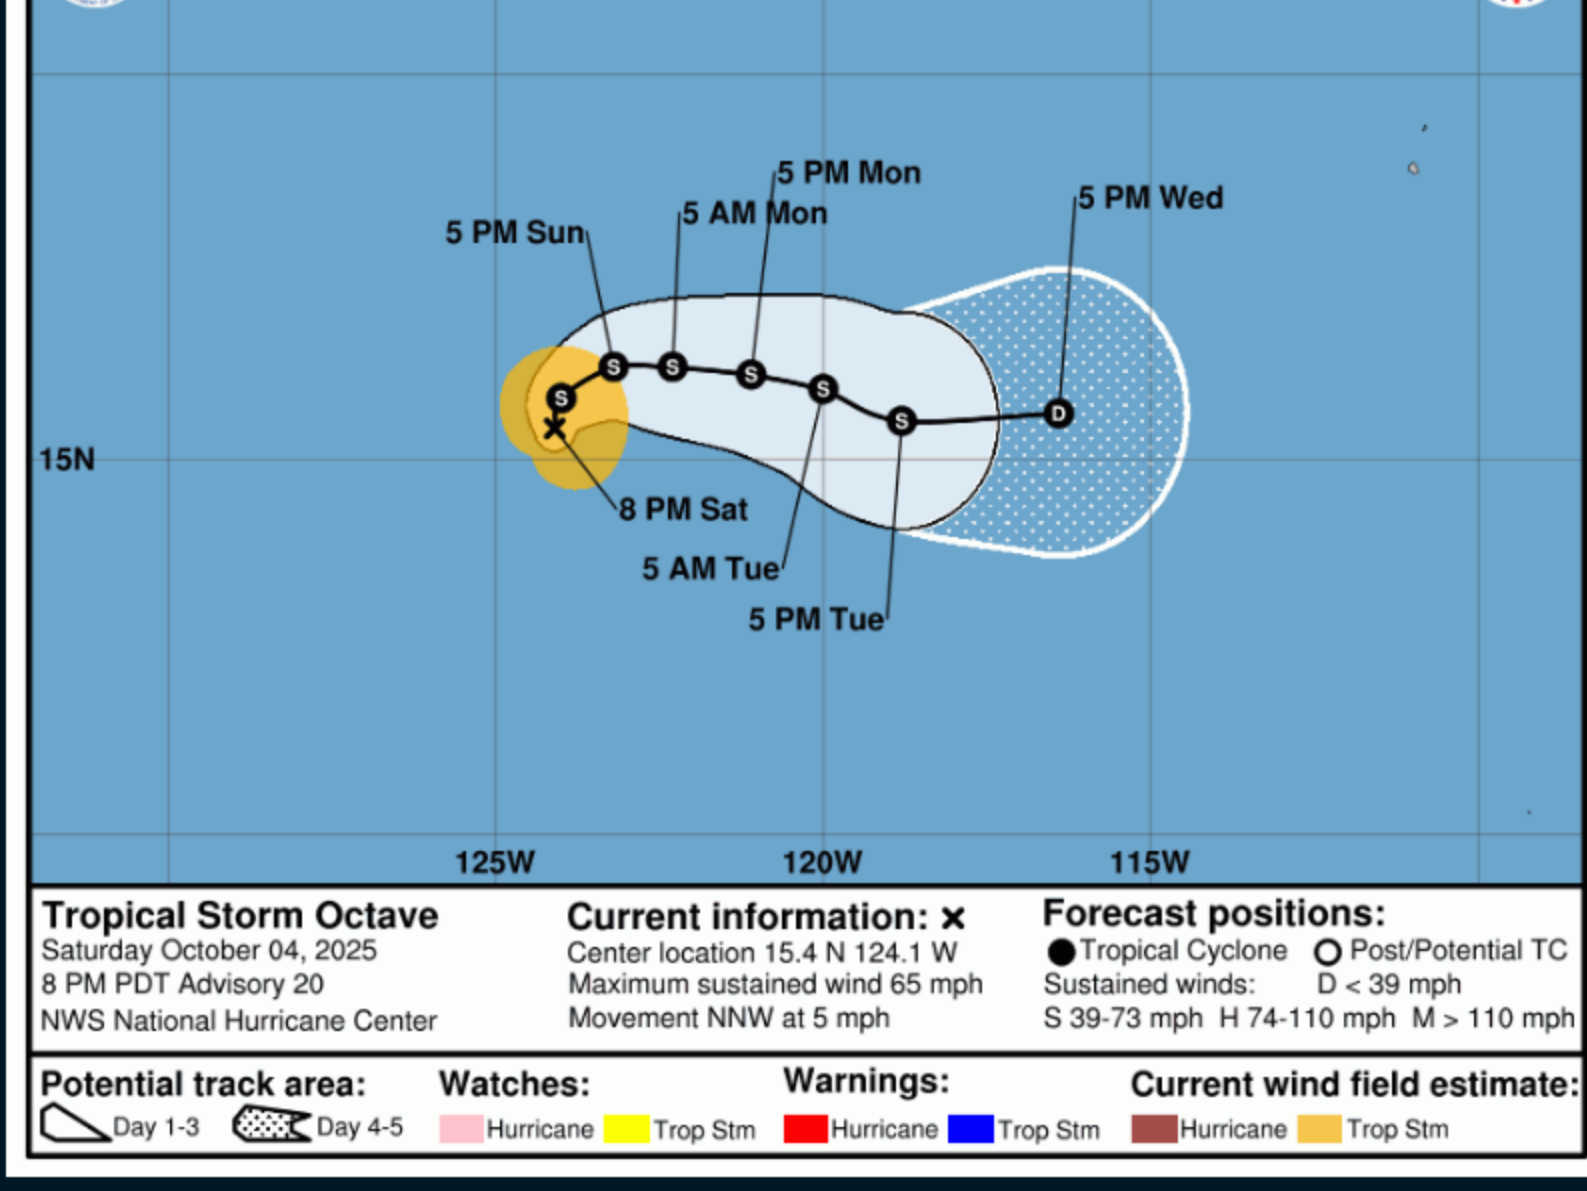 5 PM Mon
5 AM Mon
5 PM Wed
5 PM Sun
S
S
S
S
S
S
D
15N
8 PM Sat
5 AM Tue
5 PM Tue
125W 120W 115W
Tropical Storm Octave
Saturday October 04, 2025
8 PM PDT Advisory 20
NWS National Hurricane Center
Current information: x
Center location 15.4 N 124.1 W
Maximum sustained wind 65 mph
Movement NNW at 5 mph
Forecast positions:
Tropical Cyclone Post/Potential TC
Sustained winds: D < 39 mph
S 39-73 mph H 74-110 mph M > 110 mph
Potential track area:
Day 1-3 Day 4-5
Watches:
Hurricane Trop Stm
Warnings:
Hurricane Trop Stm
Current wind field estimate:
Hurricane Trop Stm